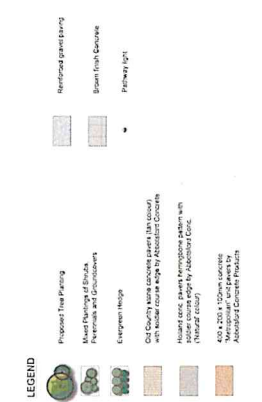 LEGEND
Proposed Tree Planting
Mixed Plantings of Shrubs,
Perennials and Groundcovers
Evergreen Hedge
Old Country stone concrete pavers (tan colour)
with soldier course edge by Abbotsford Concrete
Holland conc. pavers herringbone pattern with
soldier course edge by Abbotsford Conc.
('Natural' colour)
400 x 200 x 100mm concrete
"Metropolitan" unit pavers by
Abbotsford Concrete Products
Reinforced gravel paving
Broom finish Concrete
Pathway light